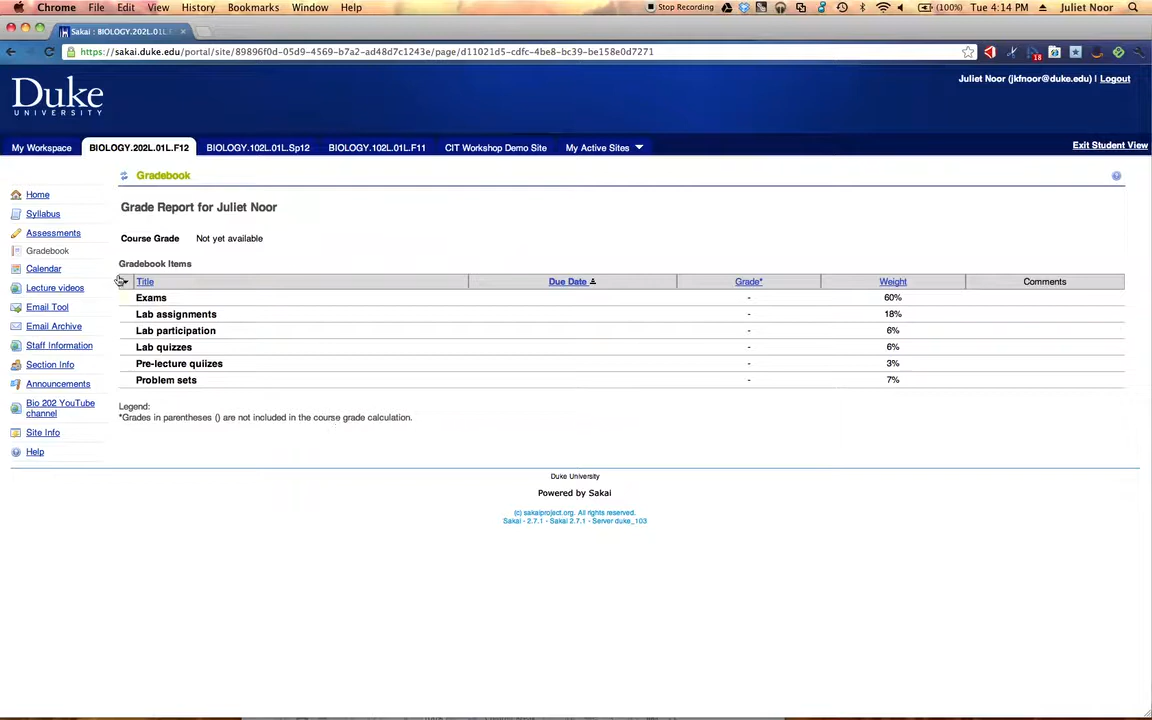 Chrome File Edit View History Bookmarks Window Help Stop Recording 18 (100%) Tue 4:14 PM Juliet Noor
Sakai : BIOLOGY.202L.01L.F
https://sakai.duke.edu/portal/site/89896f0d-05d9-4569-b7a2-ad48d7c1243e/page/d11021d5-cdfc-4be8-bc39-be158e0d7271
Juliet Noor (jkfnoor@duke.edu) | Logout
Duke
UNIVERSITY
My Workspace BIOLOGY.202L.01L.F12 BIOLOGY.102L.01L.Sp12 BIOLOGY.102L.01L.F11 CIT Workshop Demo Site My Active Sites Exit Student View
Home
Syllabus
Assessments
Gradebook
Calendar
Lecture videos
Email Tool
Email Archive
Staff Information
Section Info
Announcements
Bio 202 YouTube
channel
Site Info
Help
Gradebook
Grade Report for Juliet Noor
Course Grade Not yet available
Gradebook Items
Title Due Date Grade* Weight Comments
Exams - 60%
Lab assignments - 18%
Lab participation - 6%
Lab quizzes - 6%
Pre-lecture quiizes - 3%
Problem sets - 7%
Legend:
*Grades in parentheses () are not included in the course grade calculation.
Duke University
Powered by Sakai
(c) sakaiproject.org. All rights reserved.
Sakai - 2.7.1 - Sakai 2.7.1 - Server duke_103